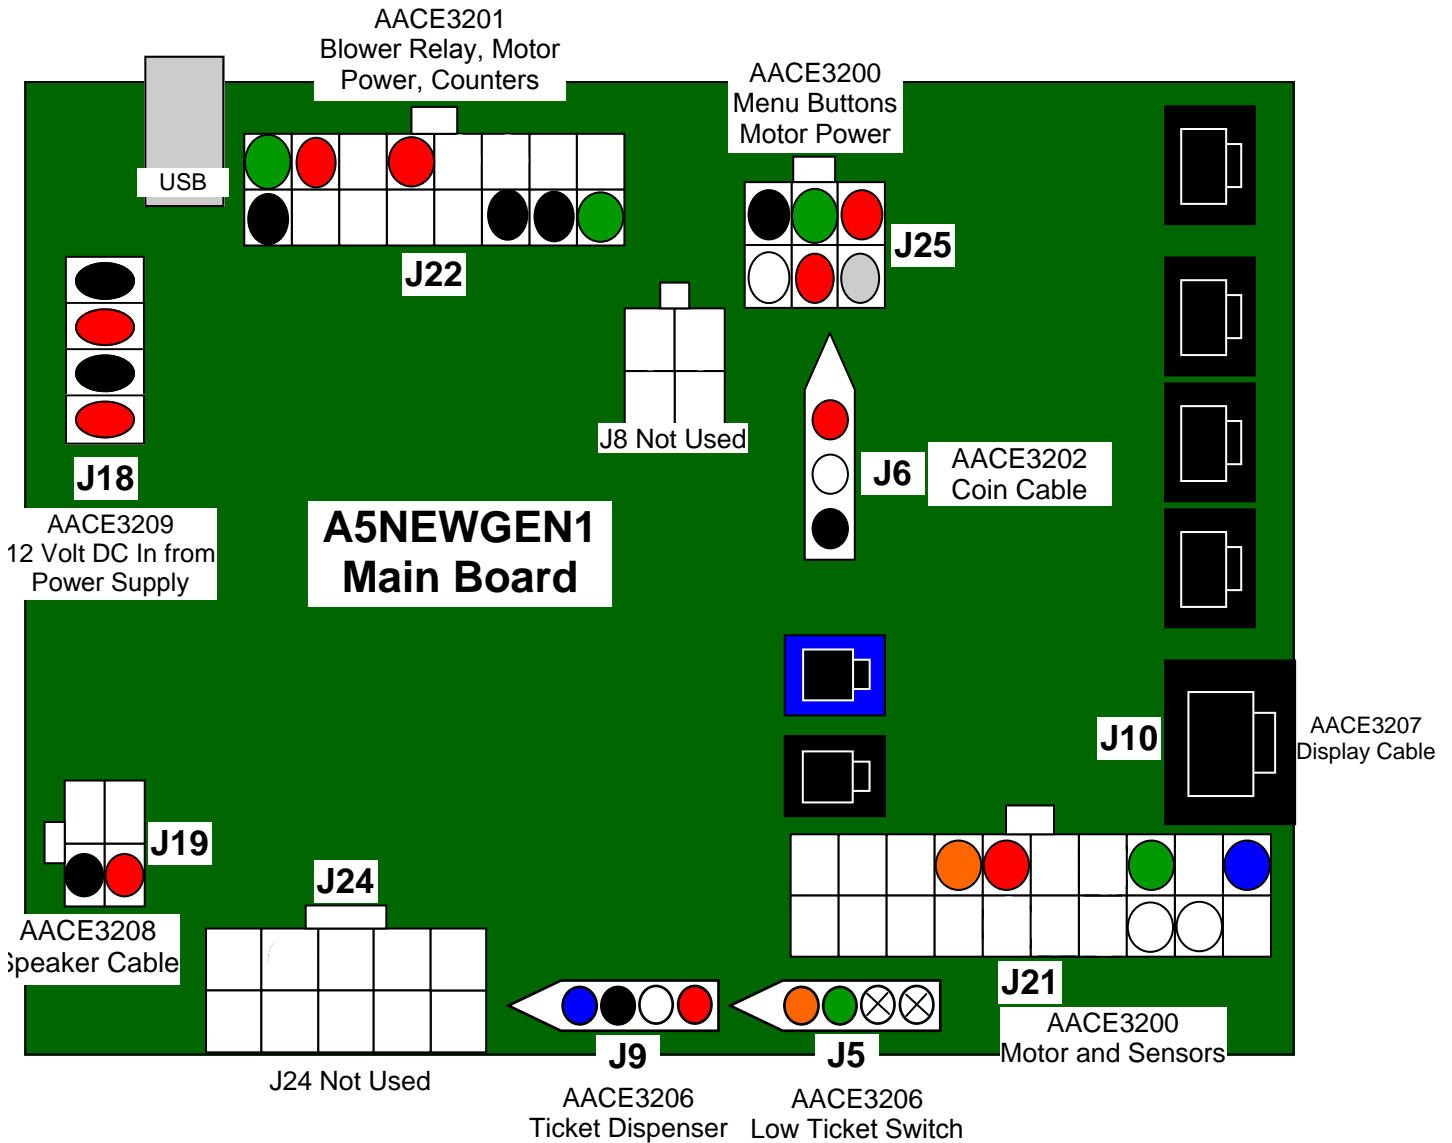 AACE3201
Blower Relay, Motor
Power, Counters
AACE3200
Menu Buttons
Motor Power
USB
J22
J25
J8 Not Used
J18
AACE3209
12 Volt DC In from
Power Supply
J6
AACE3202
Coin Cable
A5NEWGEN1
Main Board
J10
AACE3207
Display Cable
J19
AACE3208
Speaker Cable
J24
J24 Not Used
J9
AACE3206
Ticket Dispenser
J5
AACE3206
Low Ticket Switch
J21
AACE3200
Motor and Sensors